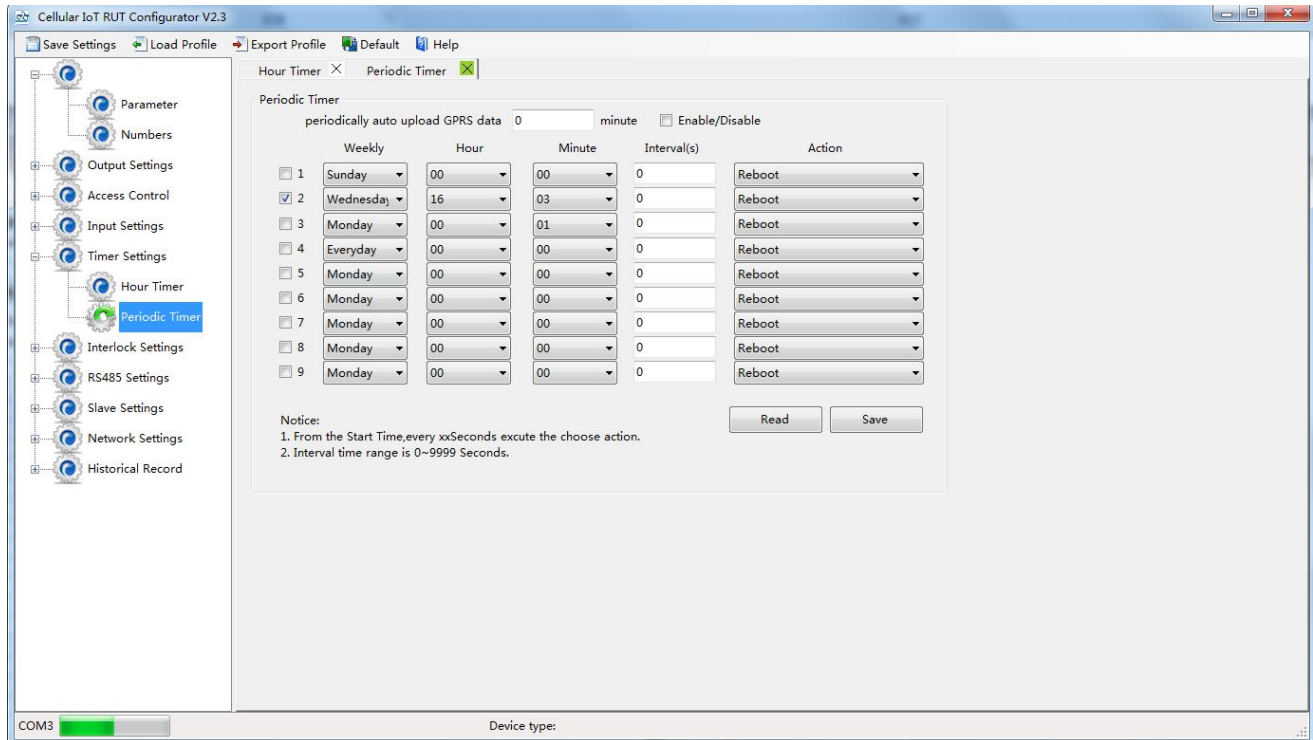 Cellular IoT RUT Configurator V2.3
Save Settings Load Profile Export Profile Default Help
Parameter
Numbers
Output Settings
Access Control
Input Settings
Timer Settings
Hour Timer
Periodic Timer
Interlock Settings
RS485 Settings
Slave Settings
Network Settings
Historical Record
Hour Timer Periodic Timer
Periodic Timer
periodically auto upload GPRS data 0 minute Enable/Disable
Weekly Hour Minute Interval(s) Action
1 Sunday 00 00 0 Reboot
2 Wednesday 16 03 0 Reboot
3 Monday 00 01 0 Reboot
4 Everyday 00 00 0 Reboot
5 Monday 00 00 0 Reboot
6 Monday 00 00 0 Reboot
7 Monday 00 00 0 Reboot
8 Monday 00 00 0 Reboot
9 Monday 00 00 0 Reboot
Notice:
1. From the Start Time,every xxSeconds excute the choose action.
2. Interval time range is 0~9999 Seconds.
Read Save
COM3 Device type: